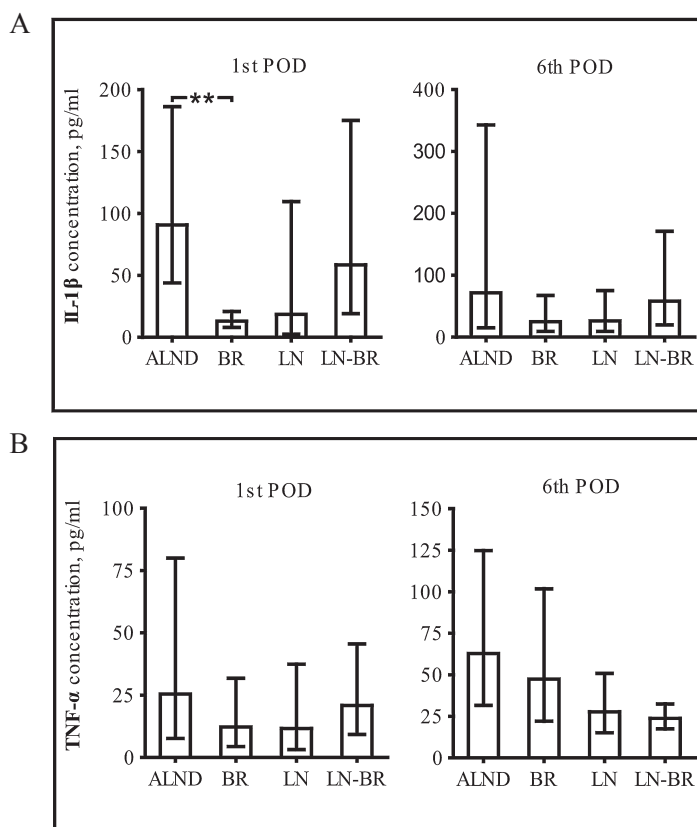 A
1st POD
6th POD
IL-1β concentration, pg/ml
200
150
100
50
0
**
ALND BR LN LN-BR
400
300
200
100
0
ALND BR LN LN-BR
B
1st POD
6th POD
TNF-α concentration, pg/ml
100
75
50
25
0
ALND BR LN LN-BR
150
125
100
75
50
25
0
ALND BR LN LN-BR